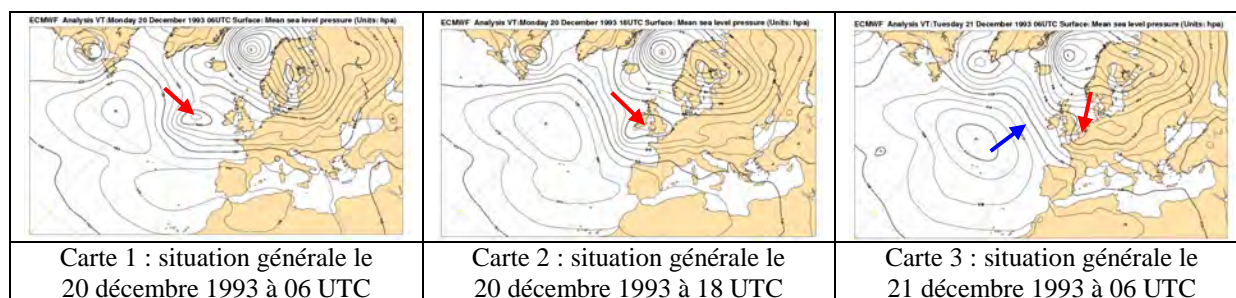 ECMWF Analysis VT:Monday 20 December 1993 06UTC Surface: Mean sea level pressure (Units: hpa)
ECMWF Analysis VT:Monday 20 December 1993 18UTC Surface: Mean sea level pressure (Units: hpa)
ECMWF Analysis VT:Tuesday 21 December 1993 06UTC Surface: Mean sea level pressure (Units: hpa)
Carte 1 : situation générale le
20 décembre 1993 à 06 UTC
Carte 2 : situation générale le
20 décembre 1993 à 18 UTC
Carte 3 : situation générale le
21 décembre 1993 à 06 UTC